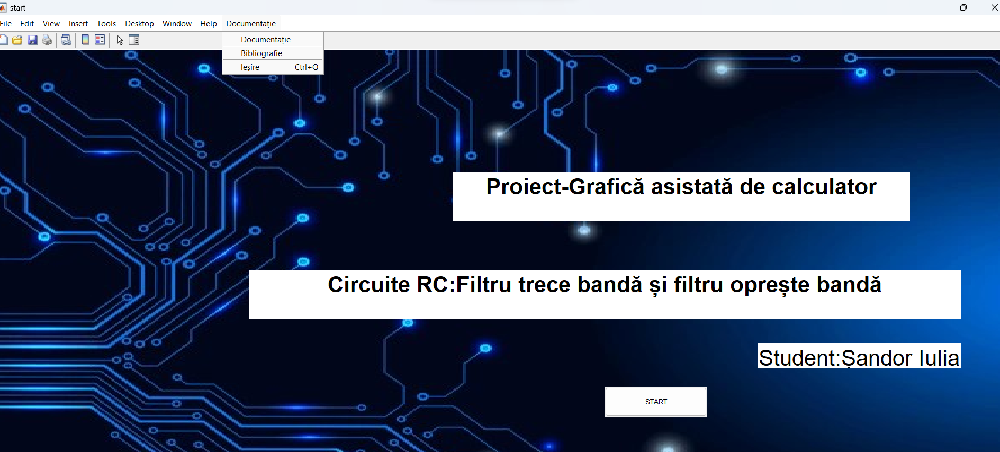 start
File Edit View Insert Tools Desktop Window Help Documentație
Documentație
Bibliografie
Ieșire Ctrl+Q
Proiect-Grafică asistată de calculator
Circuite RC:Filtru trece bandă și filtru oprește bandă
Student:Șandor Iulia
START